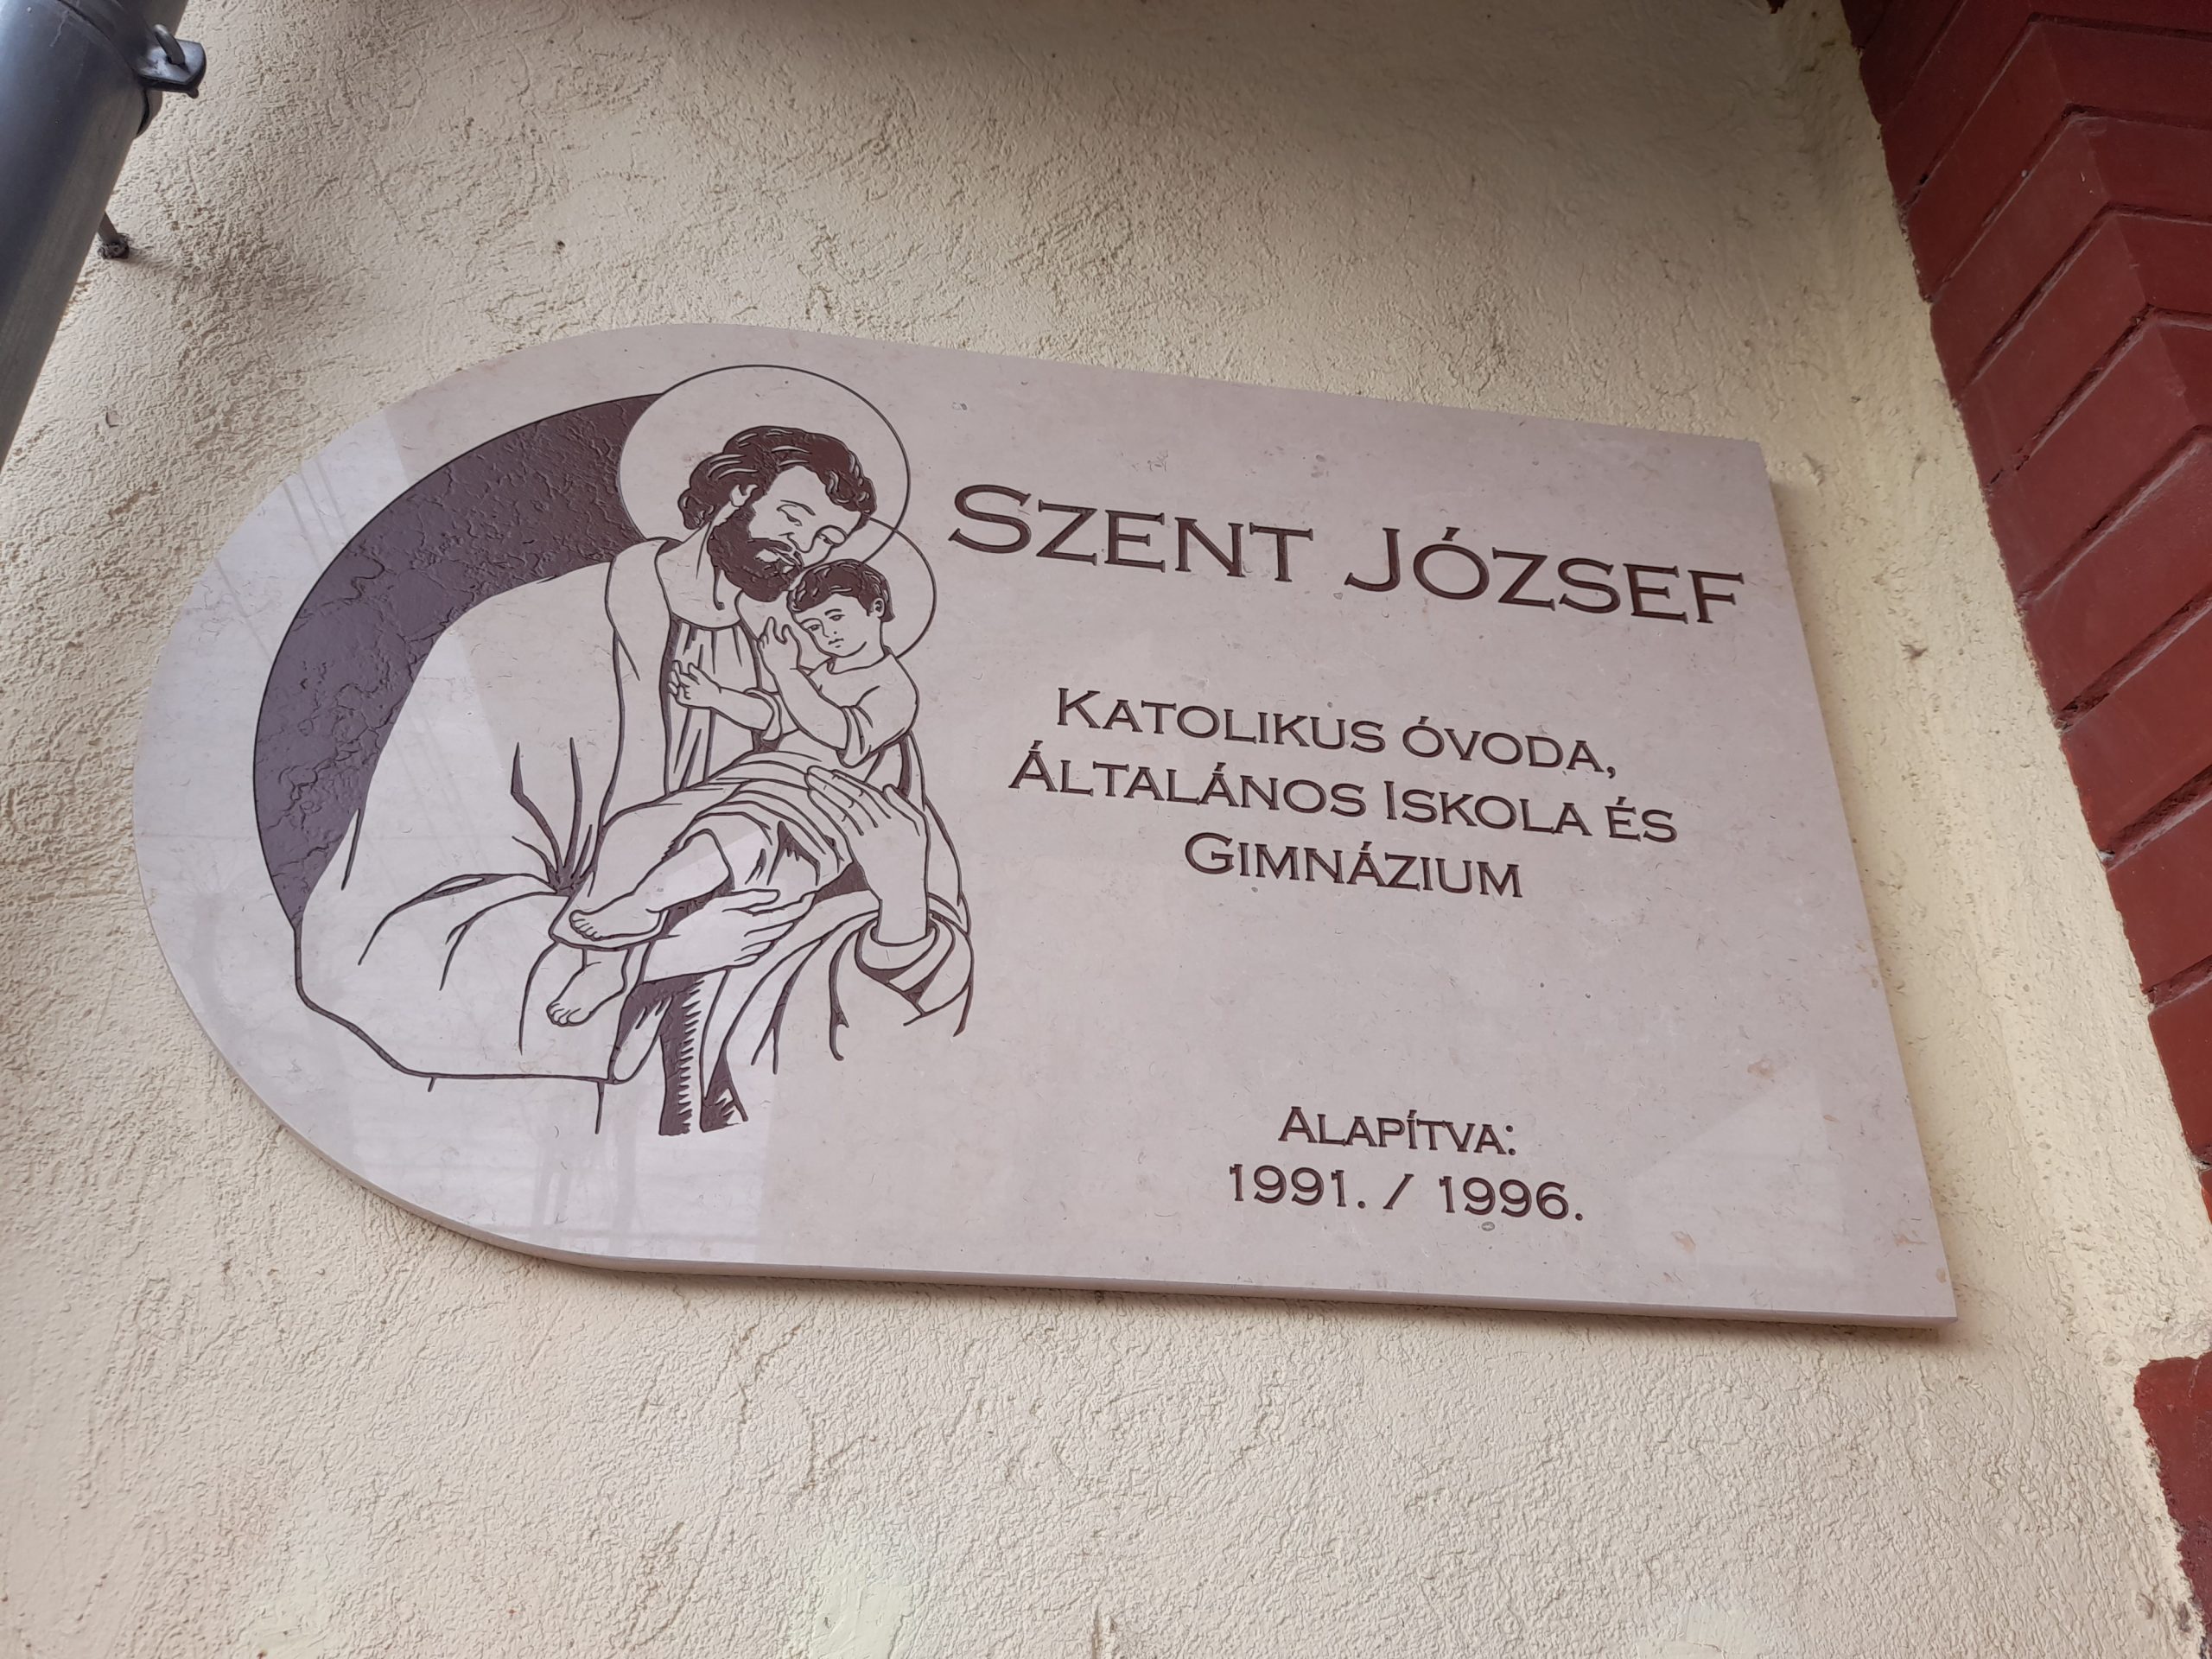 SZENT JÓZSEF
KATOLIKUS ÓVODA,
ÁLTALÁNOS ISKOLA ÉS
GIMNÁZIUM
ALAPÍTVA:
1991. / 1996.